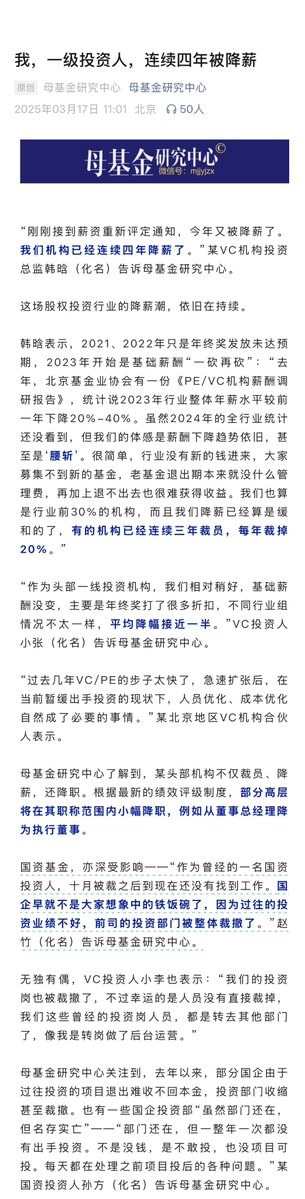 我，一级投资人，连续四年被降薪
原创 母基金研究中心 母基金研究中心
2025年03月17日 11:01 北京 50人
母基金研究中心©
微信号：mjjyjzx
“刚刚接到薪资重新评定通知，今年又被降薪了。
我们机构已经连续四年降薪了。”某VC机构投资
总监韩晗（化名）告诉母基金研究中心。
这场股权投资行业的降薪潮，依旧在持续。
韩晗表示，2021、2022年只是年终奖发放未达预
期，2023年开始是基础薪酬“一砍再砍”：“去
年，北京基金业协会有一份《PE/VC机构薪酬调
研报告》，统计说2023年行业整体年薪水平较前
一年下降20%-40%。虽然2024年的全行业统计
还没看到，但我们的体感是薪酬下降趋势依旧，甚
至是‘腰斩’。很简单，行业没有新的钱进来，大家
募集不到新的基金，老基金退出期本来就没什么管
理费，再加上退不出去也很难获得收益。我们也算
是行业前30%的机构，而且我们降薪已经算是缓
和的了，有的机构已经连续三年裁员，每年裁掉
20%。”
“作为头部一线投资机构，我们相对稍好，基础薪
酬没变，主要是年终奖打了很多折扣，不同行业组
情况不太一样，平均降幅接近一半。”VC投资人
小张（化名）告诉母基金研究中心。
“过去几年VC/PE的步子太快了，急速扩张后，在
当前暂缓出手投资的现状下，人员优化、成本优化
自然成了必要的事情。”某北京地区VC机构合伙
人表示。
母基金研究中心了解到，某头部机构不仅裁员、降
薪，还降职。根据最新的绩效评级制度，部分高层
将在其职称范围内小幅降职，例如从董事总经理降
为执行董事。
国资基金，亦深受影响——“作为曾经的一名国资
投资人，十月被裁之后到现在还没有找到工作。国
企早就不是大家想象中的铁饭碗了，因为过往的投
资业绩不好，前司的投资部门被整体裁撤了。”赵
竹（化名）告诉母基金研究中心。
无独有偶，VC投资人小李也表示：“我们的投资
岗也被裁撤了，不过幸运的是人员没有直接裁掉，
我们这些曾经的投资岗人员，都是转去其他部门
了，像我是转岗做了后台运营。”
母基金研究中心关注到，去年以来，部分国企由于
过往投资的项目退出难收不回本金，投资部门收缩
甚至裁撤。也有一些国企投资部“虽然部门还在，
但名存实亡”——“部门还在，但一整年一次都没
有出手投资。不是没钱，是不敢投，也没项目可
投。每天都在处理之前项目投后的各种问题。”某
国资投资人孙方（化名）告诉母基金研究中心。